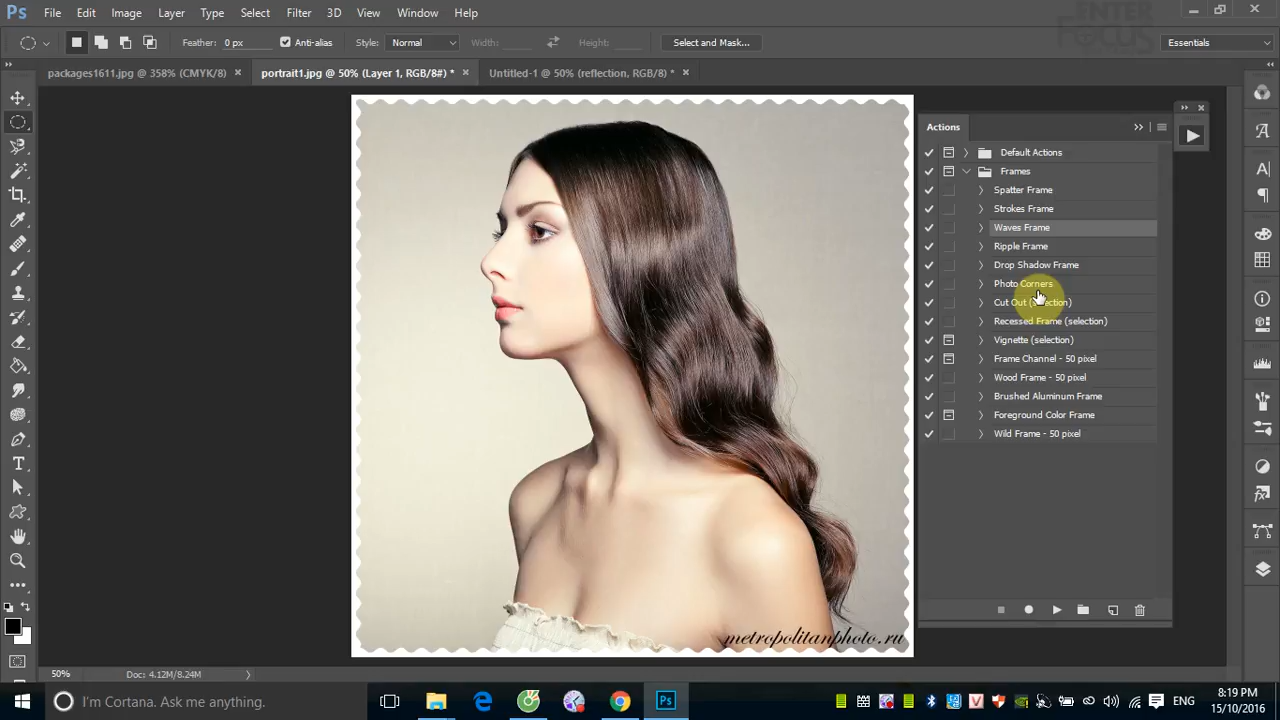 Ps File Edit Image Layer Type Select Filter 3D View Window Help
ENTER
FOCUS
Feather: 0 px Anti-alias Style: Normal Width: Height: Select and Mask... Essentials
packages1611.jpg @ 358% (CMYK/8) × portrait1.jpg @ 50% (Layer 1, RGB/8#) * × Untitled-1 @ 50% (reflection, RGB/8) * ×
Actions
Default Actions
Frames
Spatter Frame
Strokes Frame
Waves Frame
Ripple Frame
Drop Shadow Frame
Photo Corners
Cut Out (selection)
Recessed Frame (selection)
Vignette (selection)
Frame Channel - 50 pixel
Wood Frame - 50 pixel
Brushed Aluminum Frame
Foreground Color Frame
Wild Frame - 50 pixel
metropolitanphoto.ru
50% Doc: 4.12M/8.24M
I'm Cortana. Ask me anything. Ps ENG 8:19 PM
15/10/2016